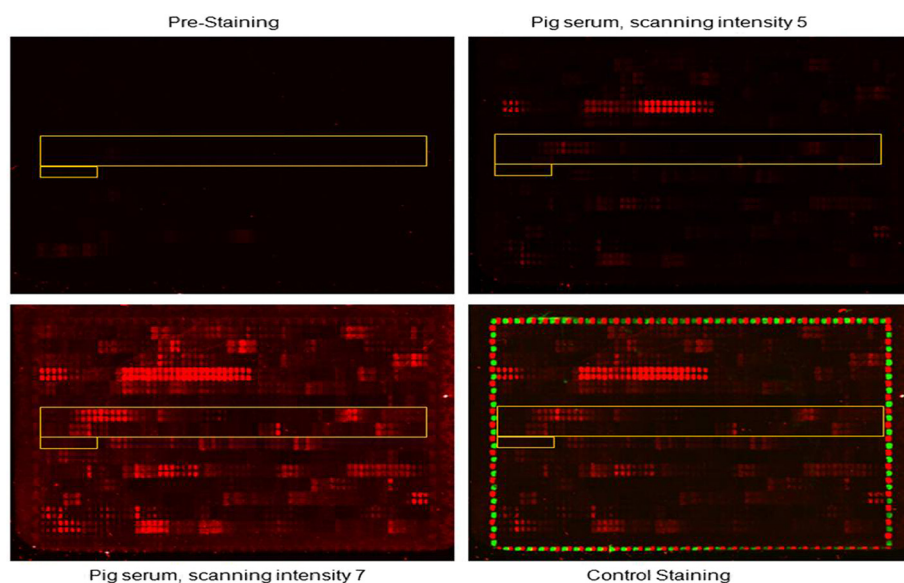 Pre-Staining
Pig serum, scanning intensity 5
Pig serum, scanning intensity 7
Control Staining